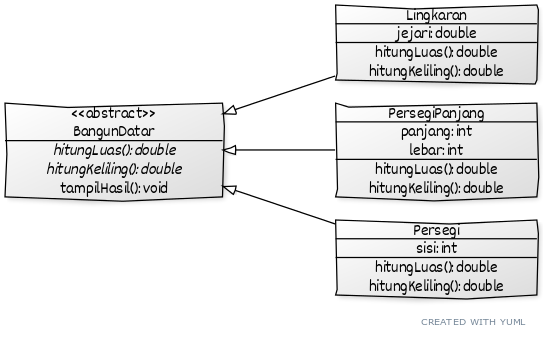 <<abstract>>
BangunDatar
hitungLuas(): double
hitungKeliling(): double
tampilHasil(): void
Lingkaran
jejari: double
hitungLuas(): double
hitungKeliling(): double
PersegiPanjang
panjang: int
lebar: int
hitungLuas(): double
hitungKeliling(): double
Persegi
sisi: int
hitungLuas(): double
hitungKeliling(): double
CREATED WITH YUML